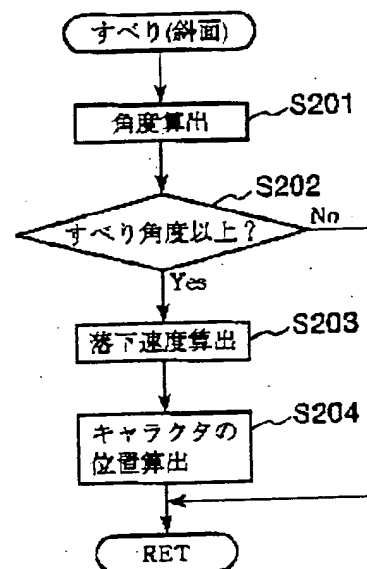 すべり(斜面)
角度算出
S201
S202
すべり角度以上?
No
Yes
落下速度算出
S203
キャラクタの
位置算出
S204
RET